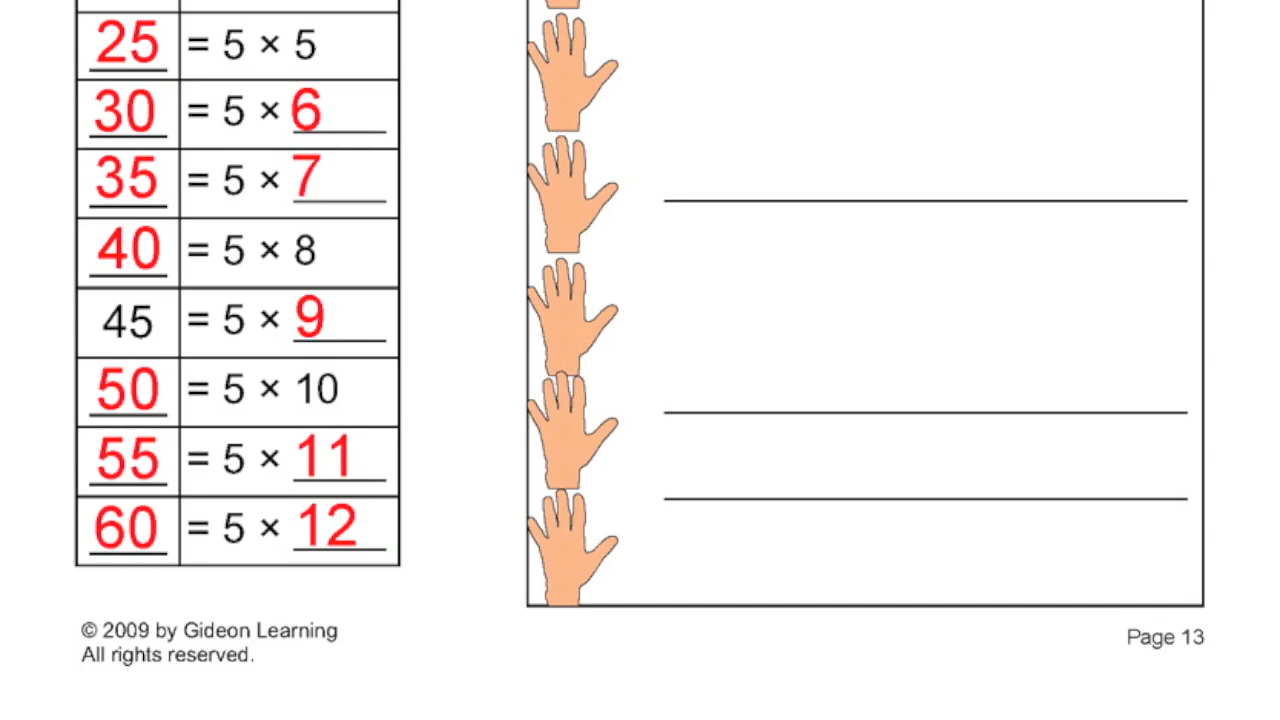 25 = 5 × 5
30 = 5 × 6
35 = 5 × 7
40 = 5 × 8
45 = 5 × 9
50 = 5 × 10
55 = 5 × 11
60 = 5 × 12
© 2009 by Gideon Learning
All rights reserved.
Page 13